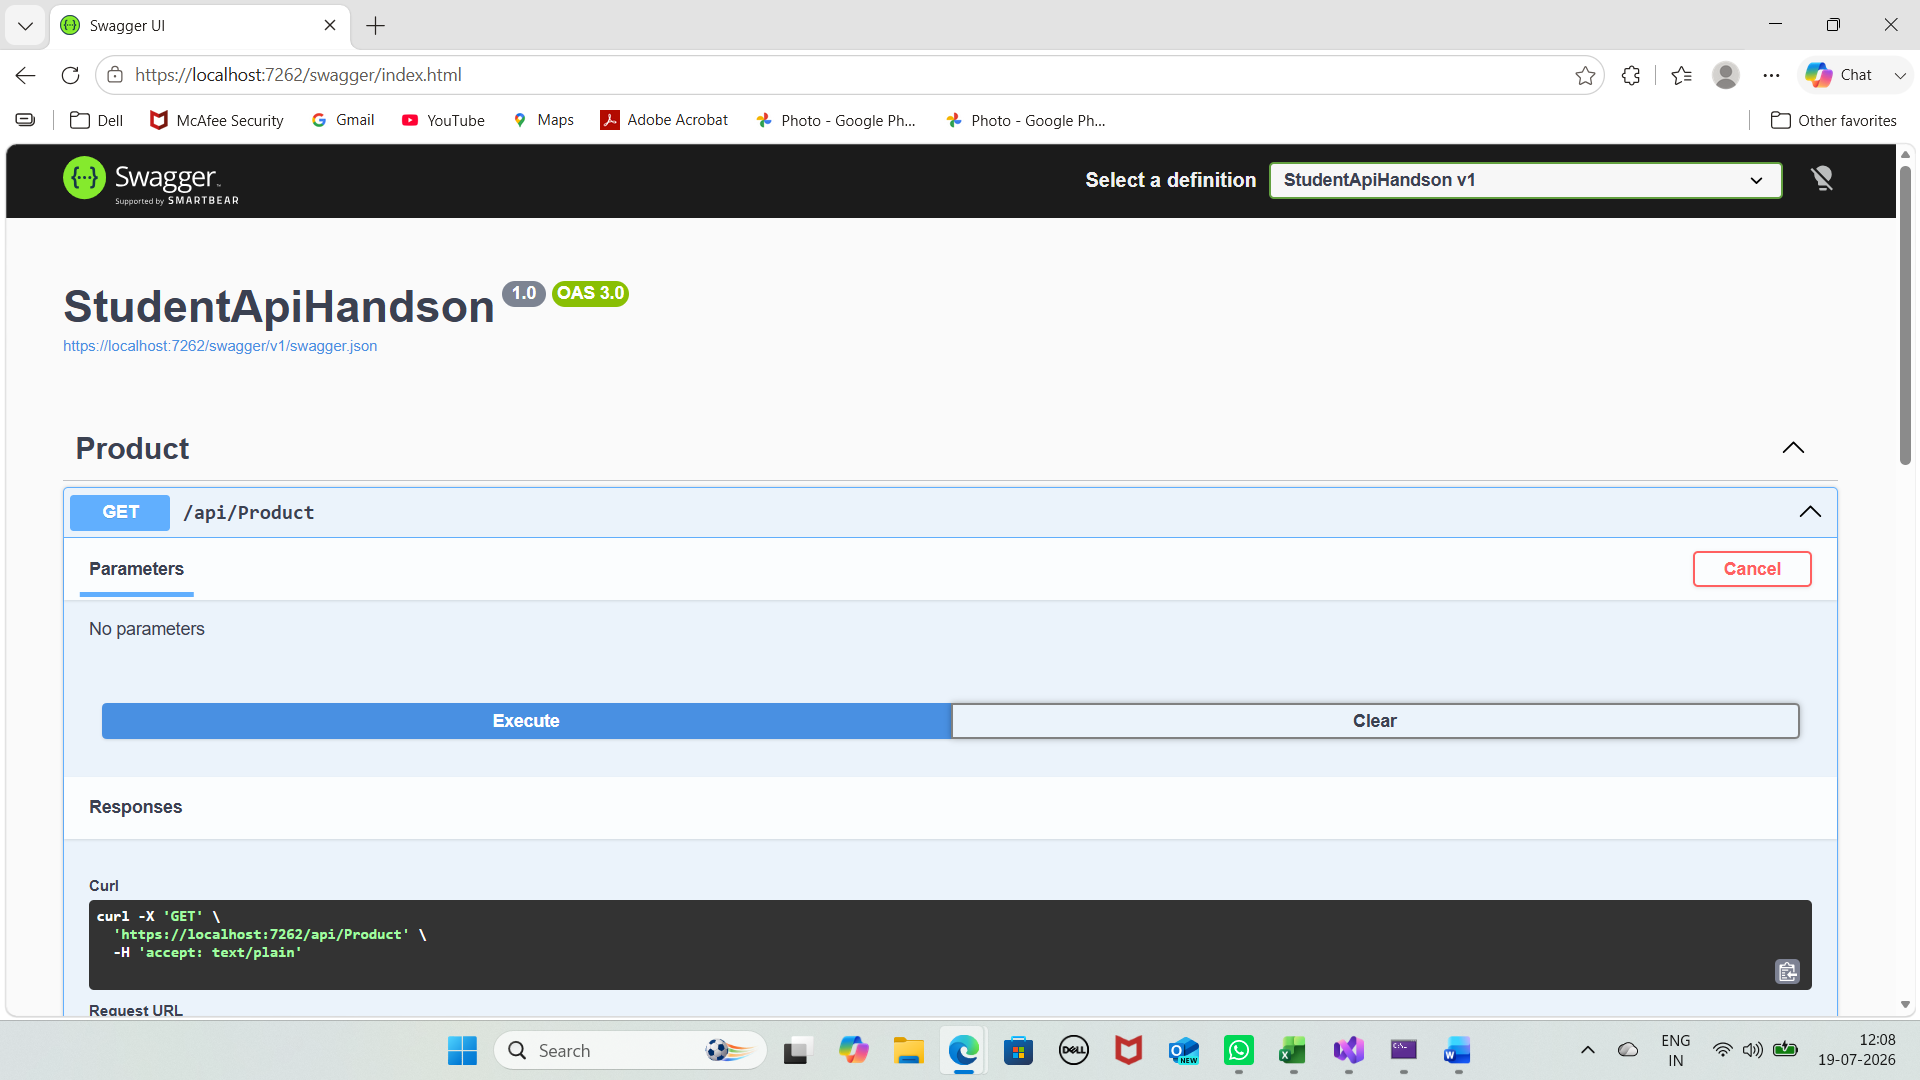 Swagger UI
https://localhost:7262/swagger/index.html
Chat
Dell
McAfee Security
Gmail
YouTube
Maps
Adobe Acrobat
Photo - Google Ph...
Photo - Google Ph...
Other favorites
Swagger
Supported by SMARTBEAR
Select a definition
StudentApiHandson v1
StudentApiHandson 1.0 OAS 3.0
https://localhost:7262/swagger/v1/swagger.json
Product
GET /api/Product
Parameters
Cancel
No parameters
Execute
Clear
Responses
Curl
curl -X 'GET' \
'https://localhost:7262/api/Product' \
-H 'accept: text/plain'
Request URL
Search
DELL
NEW
ENG
IN
12:08
19-07-2026